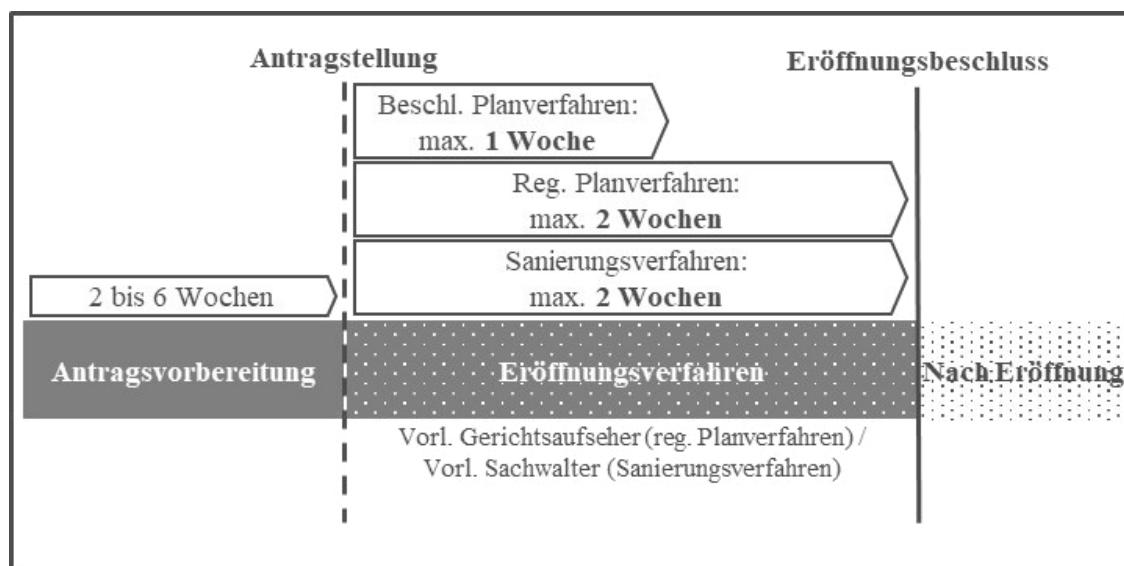 Antragstellung
Eröffnungsbeschluss
Beschl. Planverfahren:
max. 1 Woche
Reg. Planverfahren:
max. 2 Wochen
Sanierungsverfahren:
max. 2 Wochen
2 bis 6 Wochen
Antragsvorbereitung
Eröffnungsverfahren
Nach Eröffnung
Vorl. Gerichtsaufseher (reg. Planverfahren) /
Vorl. Sachwalter (Sanierungsverfahren)